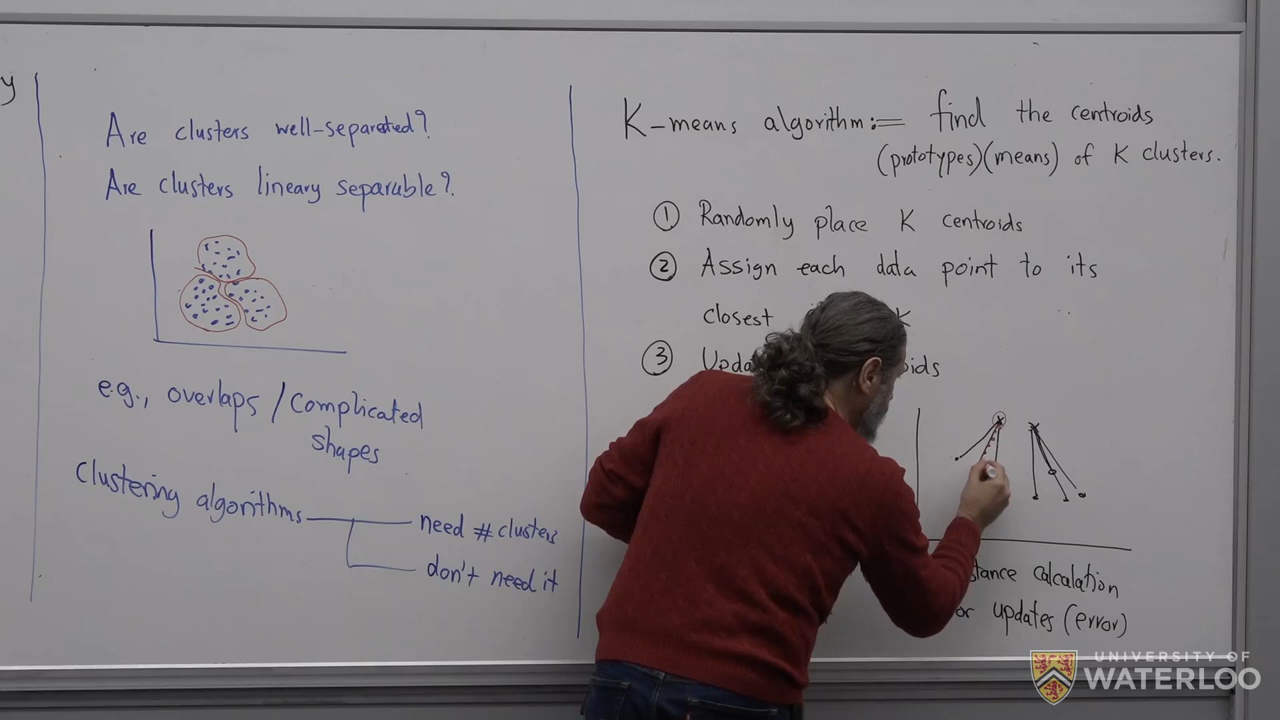 y
Are clusters well-separated?
Are clusters lineary separable?
e.g., overlaps / Complicated
shapes
Clustering algorithms
need # clusters
don't need it
K-means algorithm := find the centroids
(prototypes)(means) of K clusters.
① Randomly place K centroids
② Assign each data point to its
closest K
③
calculation
or updates (error)
UNIVERSITY OF
WATERLOO